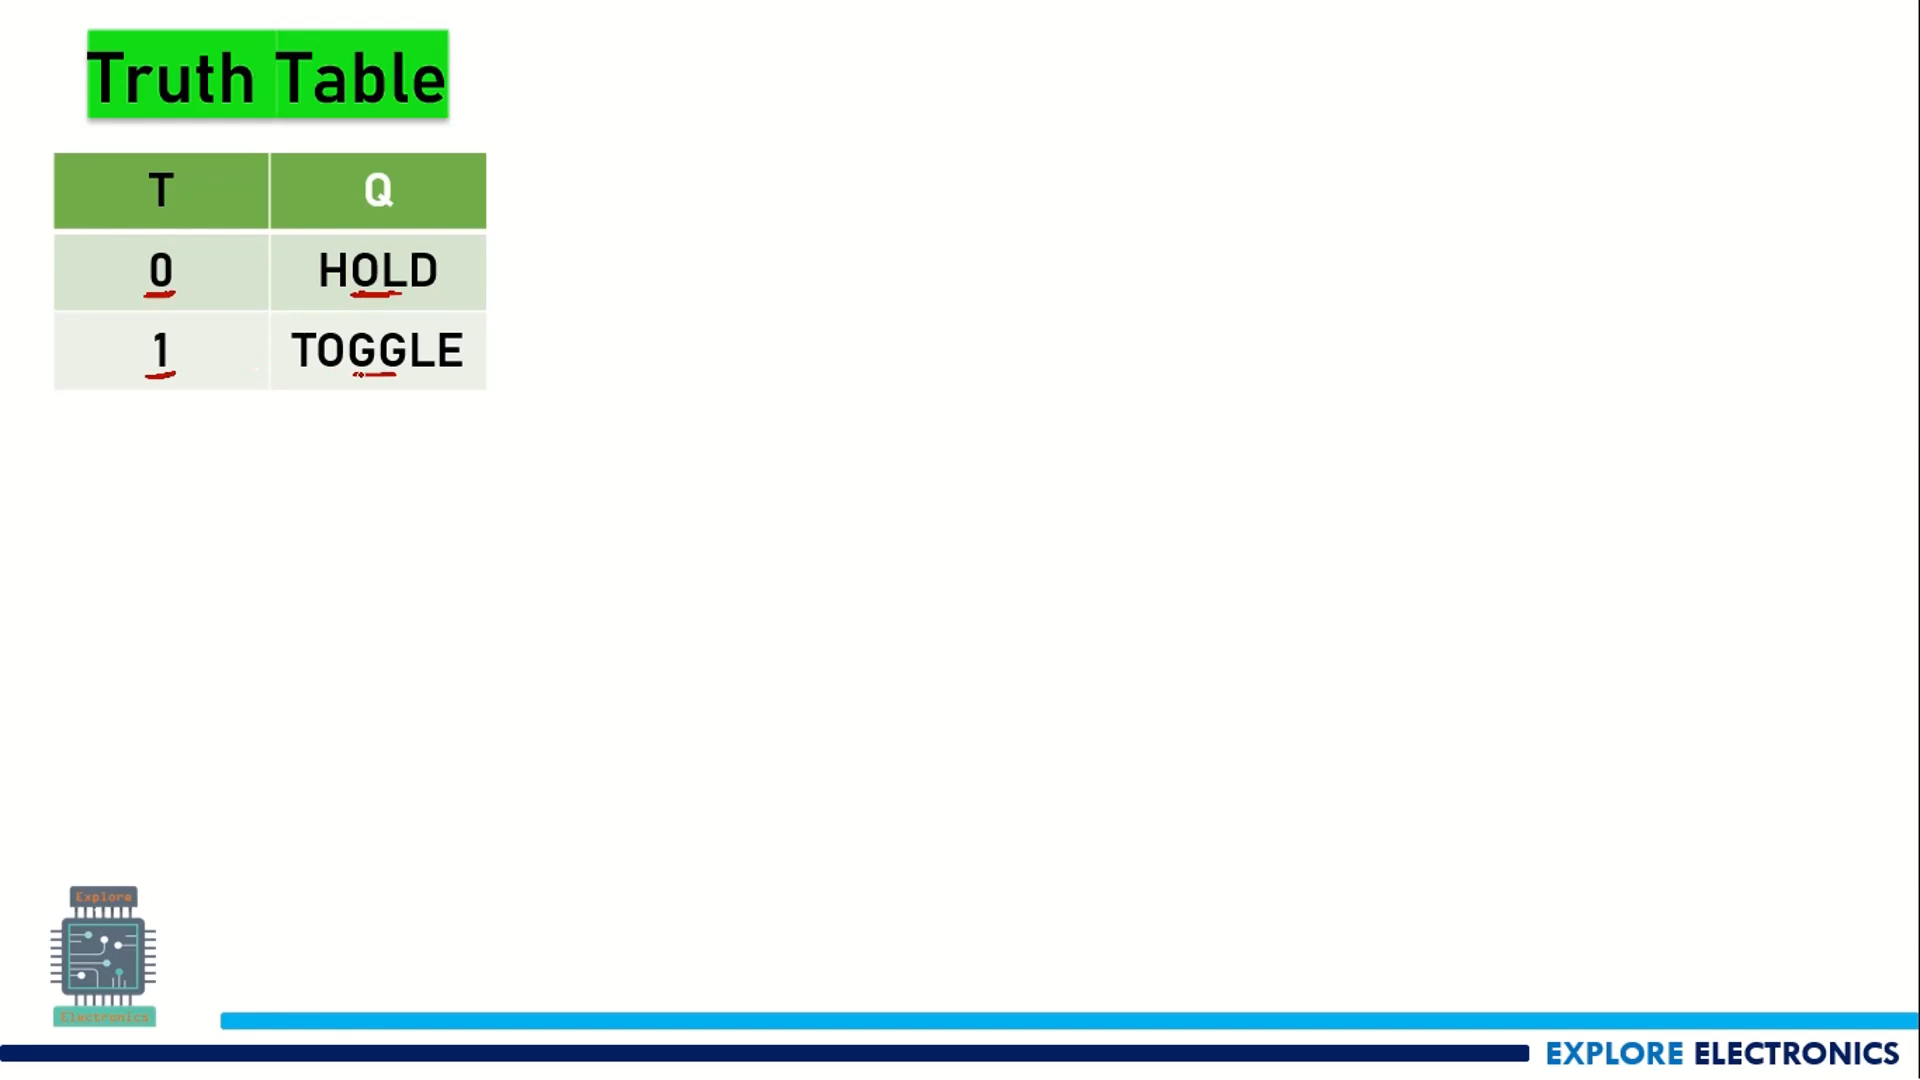 Truth Table
T Q
0 HOLD
1 TOGGLE
Explore
Electronics
EXPLORE ELECTRONICS